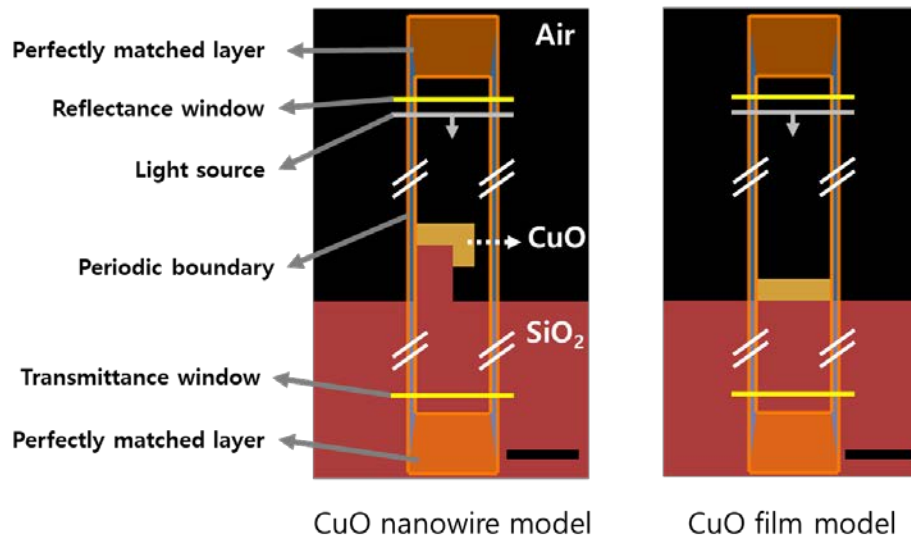 Perfectly matched layer
Air
Reflectance window
Light source
CuO
Periodic boundary
SiO₂
Transmittance window
Perfectly matched layer
CuO nanowire model
CuO film model